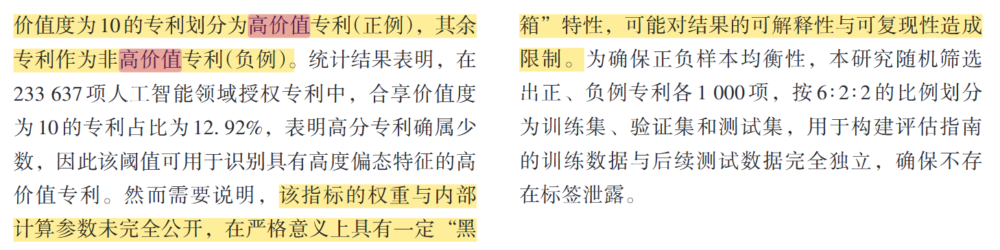 价值度为10的专利划分为高价值专利(正例)，其余
专利作为非高价值专利(负例)。统计结果表明，在
233 637项人工智能领域授权专利中，合享价值度
为10的专利占比为12.92%，表明高分专利确属少
数，因此该阈值可用于识别具有高度偏态特征的高
价值专利。然而需要说明，该指标的权重与内部
计算参数未完全公开，在严格意义上具有一定“黑
箱”特性，可能对结果的可解释性与可复现性造成
限制。为确保正负样本均衡性，本研究随机筛选
出正、负例专利各1 000项，按6∶2∶2的比例划分
为训练集、验证集和测试集，用于构建评估指南
的训练数据与后续测试数据完全独立，确保不存
在标签泄露。